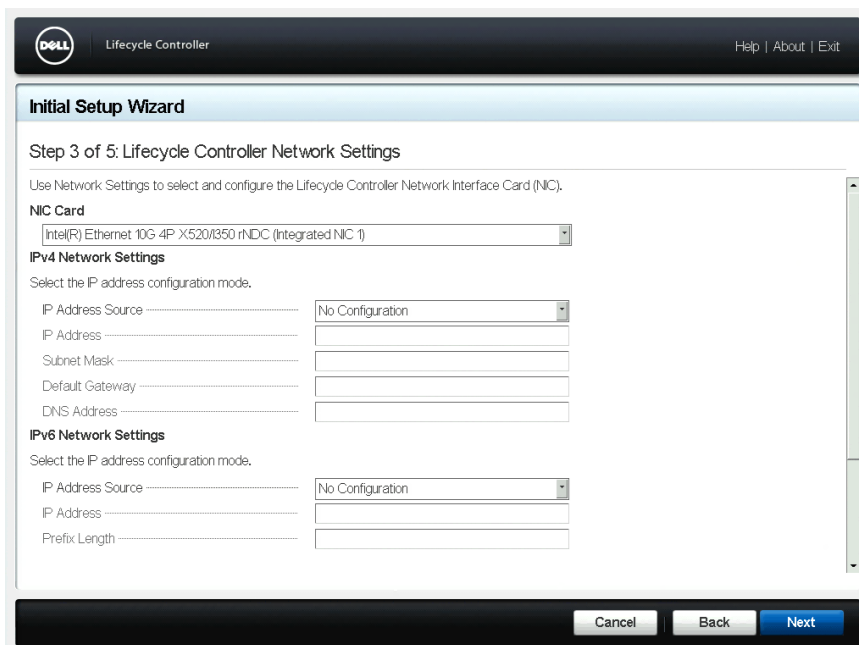 DELL
Lifecycle Controller
Help | About | Exit
Initial Setup Wizard
Step 3 of 5: Lifecycle Controller Network Settings
Use Network Settings to select and configure the Lifecycle Controller Network Interface Card (NIC).
NIC Card
Intel(R) Ethernet 10G 4P X520/I350 rNDC (Integrated NIC 1)
IPv4 Network Settings
Select the IP address configuration mode.
IP Address Source No Configuration
IP Address
Subnet Mask
Default Gateway
DNS Address
IPv6 Network Settings
Select the IP address configuration mode.
IP Address Source No Configuration
IP Address
Prefix Length
Cancel | Back Next